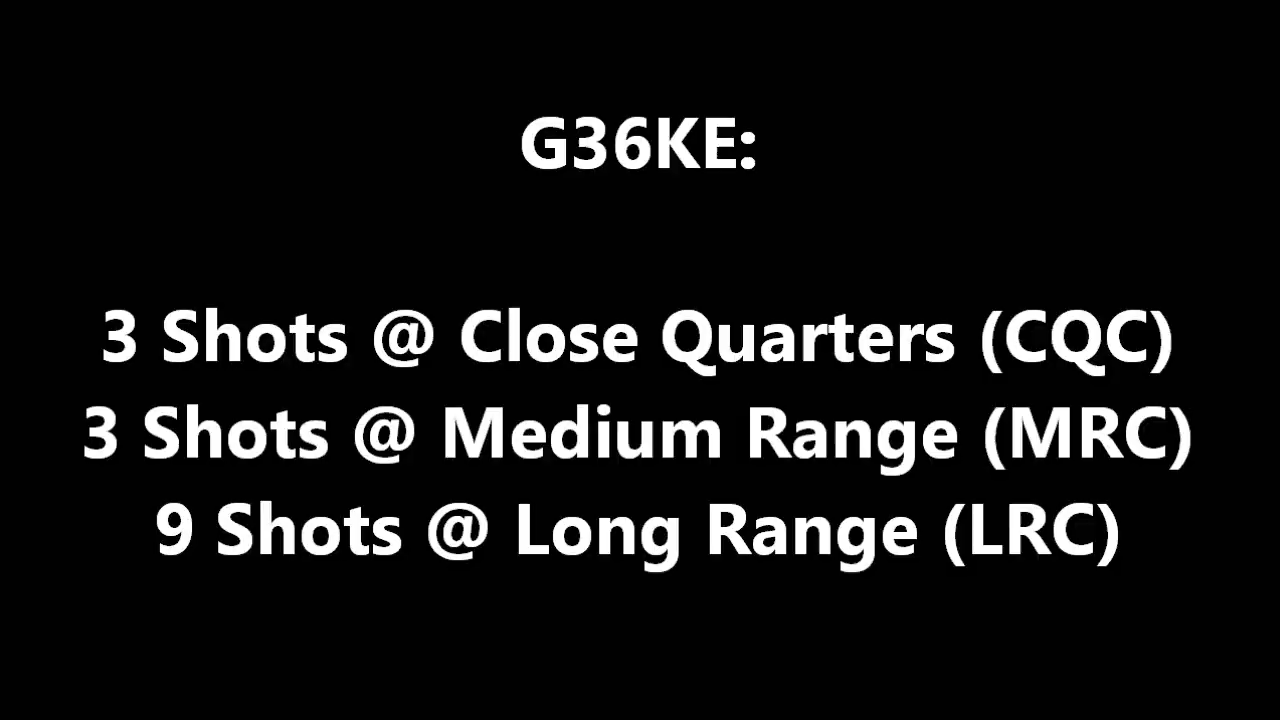 G36KE:
3 Shots @ Close Quarters (CQC)
3 Shots @ Medium Range (MRC)
9 Shots @ Long Range (LRC)